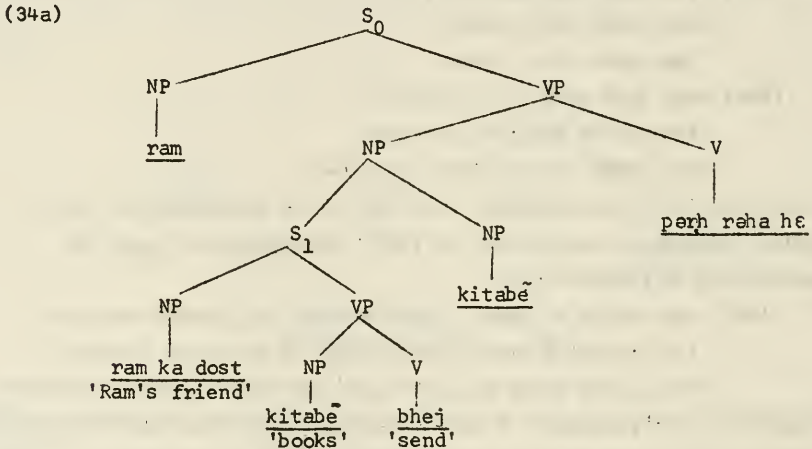 (34a)
S0
NP VP
ram
NP V
pəṛh rəha hɛ
S1 NP
kitabẽ
NP VP
ram ka dost NP V
'Ram's friend'
kitabẽ bhej
'books' 'send'